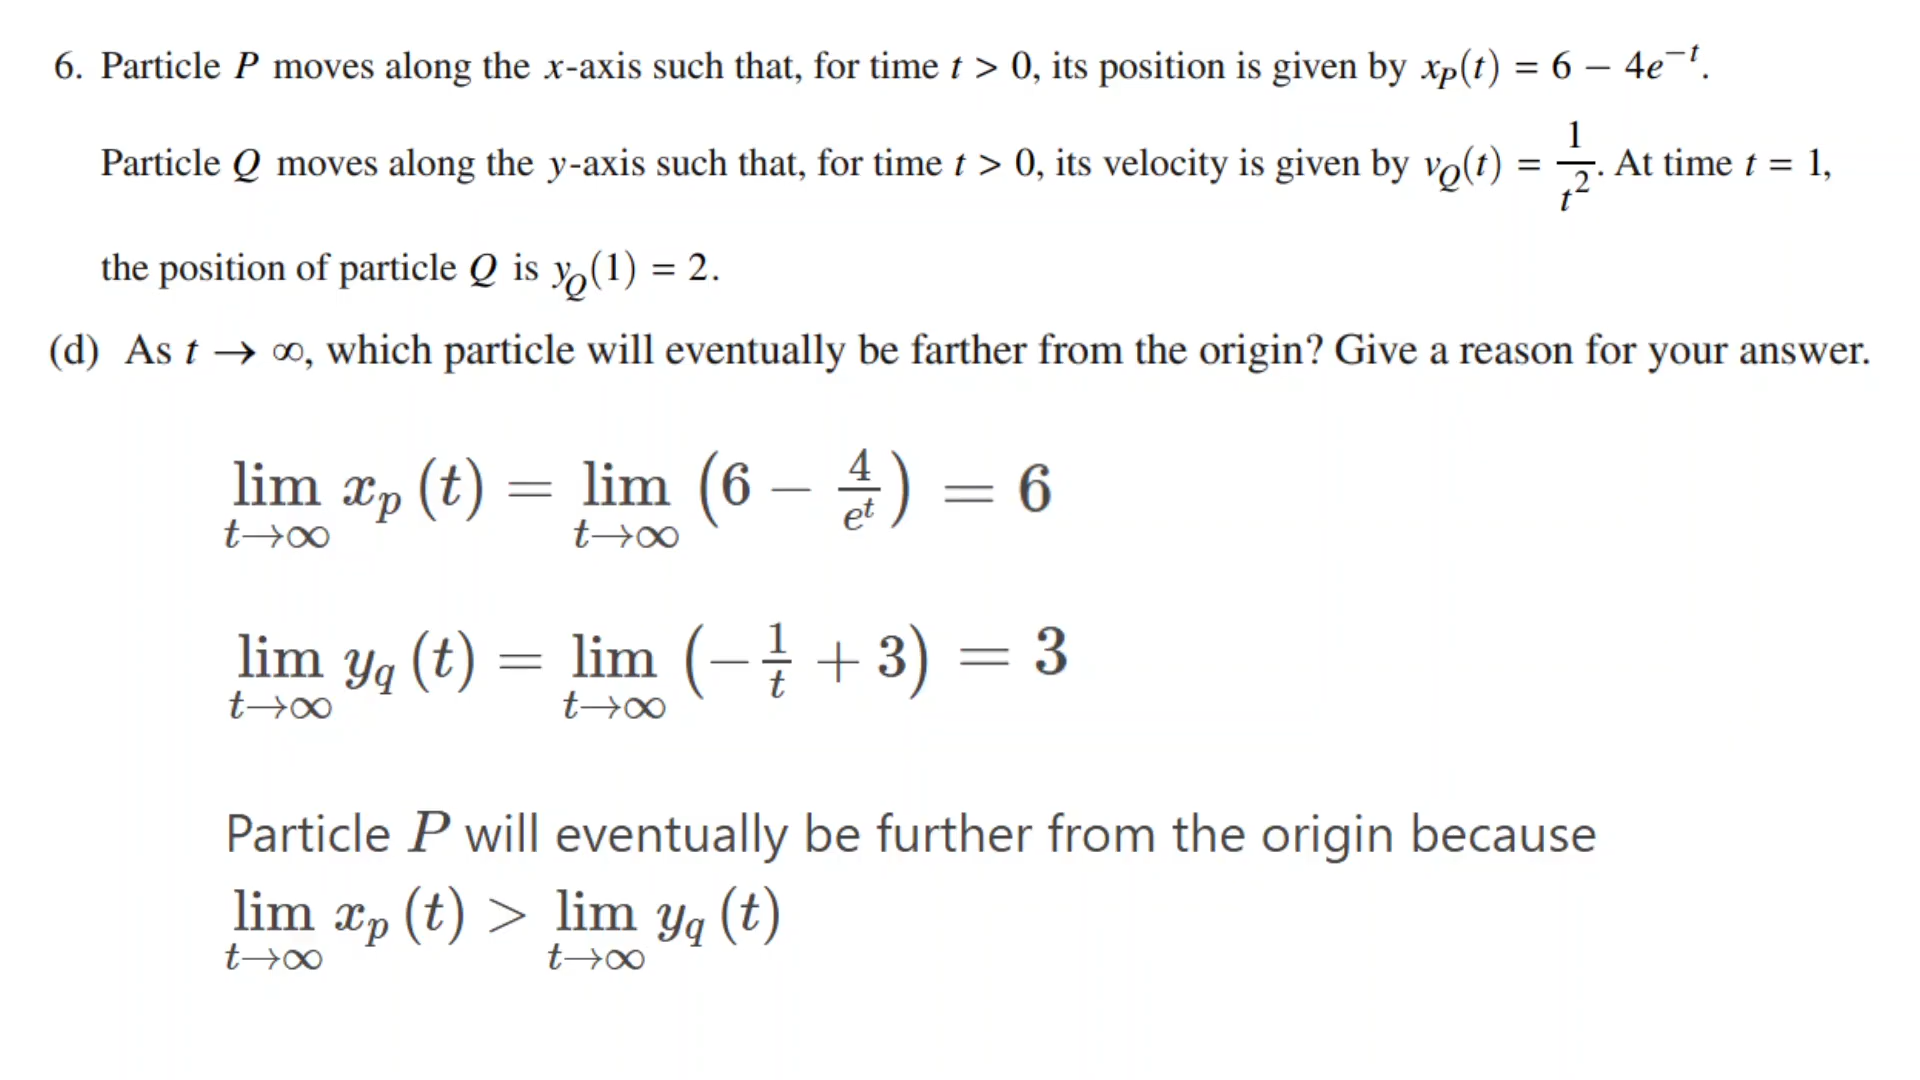 6. Particle P moves along the x-axis such that, for time t > 0, its position is given by x_P(t) = 6 − 4e^{−t}.
Particle Q moves along the y-axis such that, for time t > 0, its velocity is given by v_Q(t) = 1/t². At time t = 1,
the position of particle Q is y_Q(1) = 2.
(d) As t → ∞, which particle will eventually be farther from the origin? Give a reason for your answer.
lim_{t→∞} x_p (t) = lim_{t→∞} (6 − 4/e^t) = 6
lim_{t→∞} y_q (t) = lim_{t→∞} (−1/t + 3) = 3
Particle P will eventually be further from the origin because
lim_{t→∞} x_p (t) > lim_{t→∞} y_q (t)